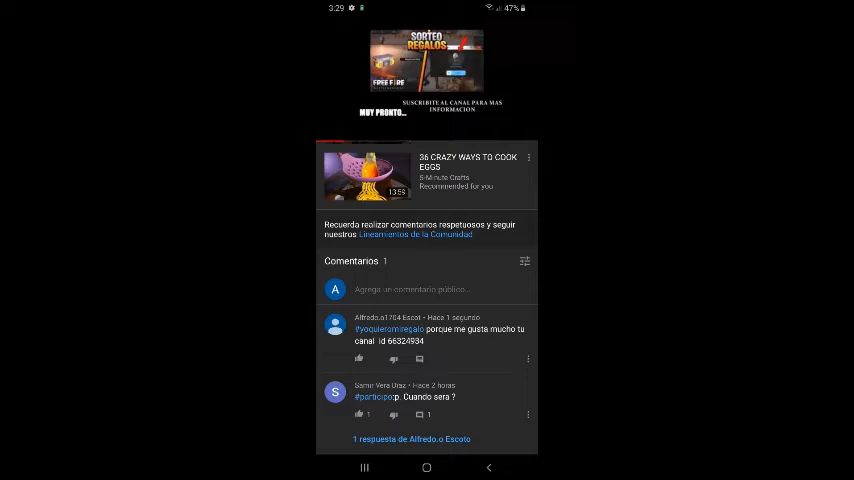 3:29
47%
SORTEO
REGALOS
FREE FIRE
SUSCRIBITE AL CANAL PARA MAS
INFORMACION
MUY PRONTO...
36 CRAZY WAYS TO COOK
EGGS
5-Minute Crafts
Recommended for you
13:59
Recuerda realizar comentarios respetuosos y seguir
nuestros Lineamientos de la Comunidad
Comentarios 1
A
Agrega un comentario público...
Alfredo.o1704 Escot • Hace 1 segundo
#yoquieromiregalo porque me gusta mucho tu
canal id 66324934
S
Samir Vera Díaz • Hace 2 horas
#participo:p. Cuando sera ?
1
1
1 respuesta de Alfredo.o Escoto